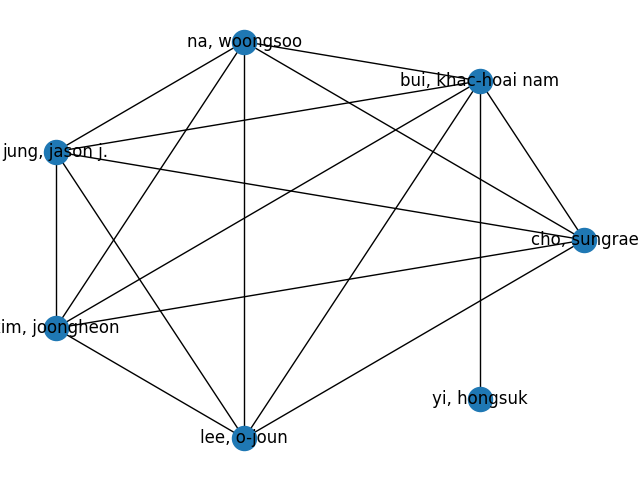 na, woongsoo
bui, khac-hoai nam
jung, jason j.
cho, sungrae
im, joongheon
yi, hongsuk
lee, o-joun